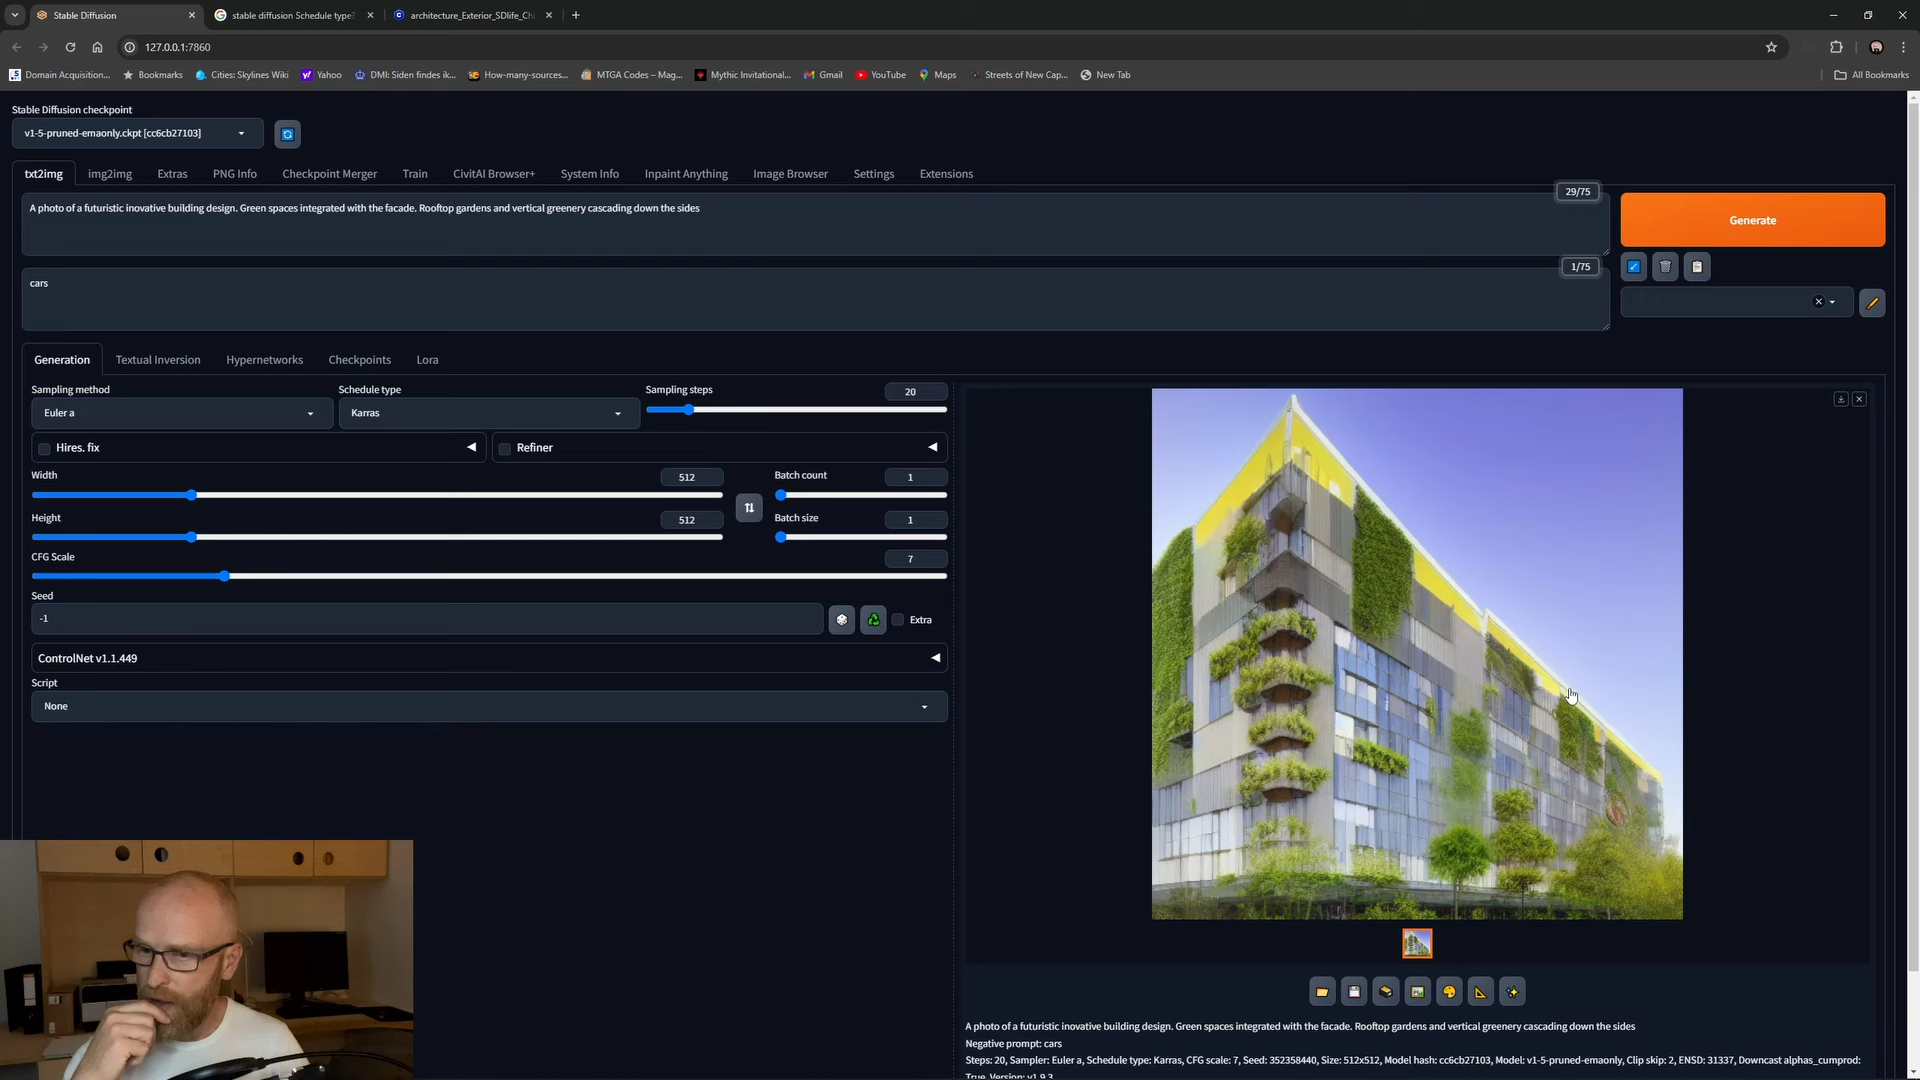 Stable Diffusion
stable diffusion Schedule type?
architecture_Exterior_SDlife_Chi
127.0.0.1:7860
Domain Acquisition...
Bookmarks
Cities: Skylines Wiki
Yahoo
DMI: Siden findes ik...
How-many-sources...
MTGA Codes – Mag...
Mythic Invitational...
Gmail
YouTube
Maps
Streets of New Cap...
New Tab
All Bookmarks
Stable Diffusion checkpoint
v1-5-pruned-emaonly.ckpt [cc6cb27103]
txt2img
img2img
Extras
PNG Info
Checkpoint Merger
Train
CivitAI Browser+
System Info
Inpaint Anything
Image Browser
Settings
Extensions
29/75
A photo of a futuristic inovative building design. Green spaces integrated with the facade. Rooftop gardens and vertical greenery cascading down the sides
Generate
1/75
cars
Generation
Textual Inversion
Hypernetworks
Checkpoints
Lora
Sampling method
Schedule type
Sampling steps
20
Euler a
Karras
Hires. fix
Refiner
Width
512
Batch count
1
Height
512
Batch size
1
CFG Scale
7
Seed
-1
Extra
ControlNet v1.1.449
Script
None
A photo of a futuristic inovative building design. Green spaces integrated with the facade. Rooftop gardens and vertical greenery cascading down the sides
Negative prompt: cars
Steps: 20, Sampler: Euler a, Schedule type: Karras, CFG scale: 7, Seed: 352358440, Size: 512x512, Model hash: cc6cb27103, Model: v1-5-pruned-emaonly, Clip skip: 2, ENSD: 31337, Downcast alphas_cumprod:
True, Version: v1.9.3